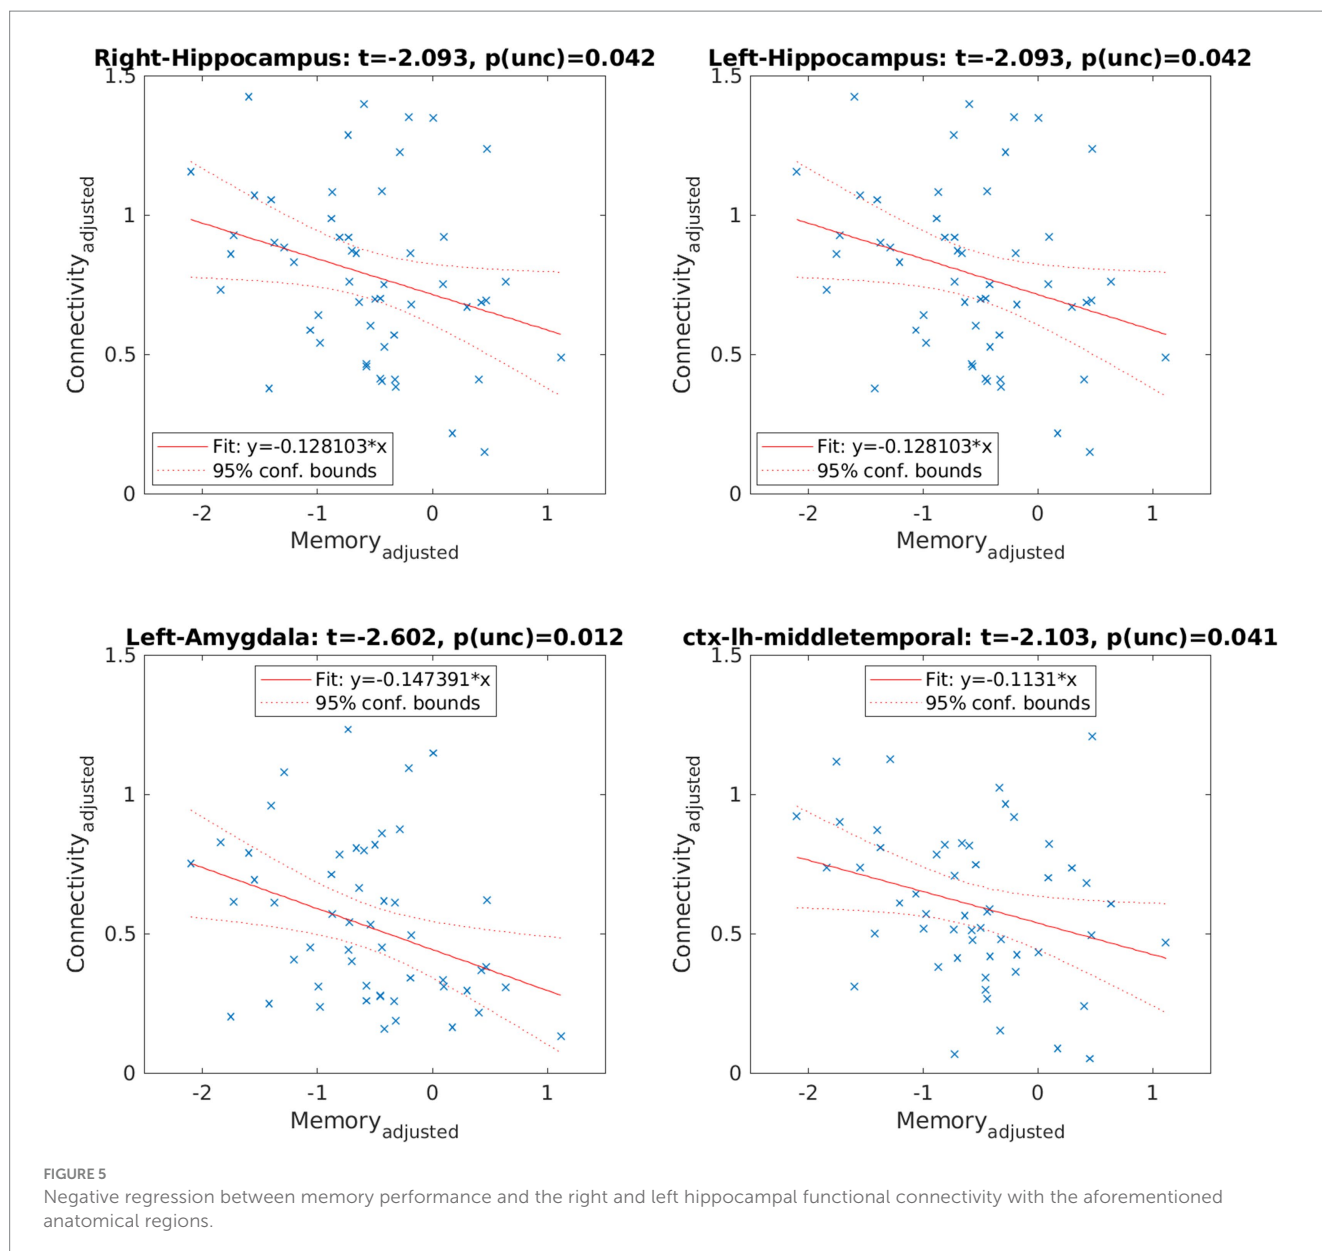 Right-Hippocampus: t=-2.093, p(unc)=0.042
1.5
1
0.5
0
Connectivity adjusted
Fit: y=-0.128103*x
95% conf. bounds
-2 -1 0 1
Memory adjusted
Left-Hippocampus: t=-2.093, p(unc)=0.042
1.5
1
0.5
0
Connectivity adjusted
Fit: y=-0.128103*x
95% conf. bounds
-2 -1 0 1
Memory adjusted
Left-Amygdala: t=-2.602, p(unc)=0.012
1.5
1
0.5
0
Connectivity adjusted
Fit: y=-0.147391*x
95% conf. bounds
-2 -1 0 1
Memory adjusted
ctx-lh-middletemporal: t=-2.103, p(unc)=0.041
1.5
1
0.5
0
Connectivity adjusted
Fit: y=-0.1131*x
95% conf. bounds
-2 -1 0 1
Memory adjusted
FIGURE 5
Negative regression between memory performance and the right and left hippocampal functional connectivity with the aforementioned
anatomical regions.